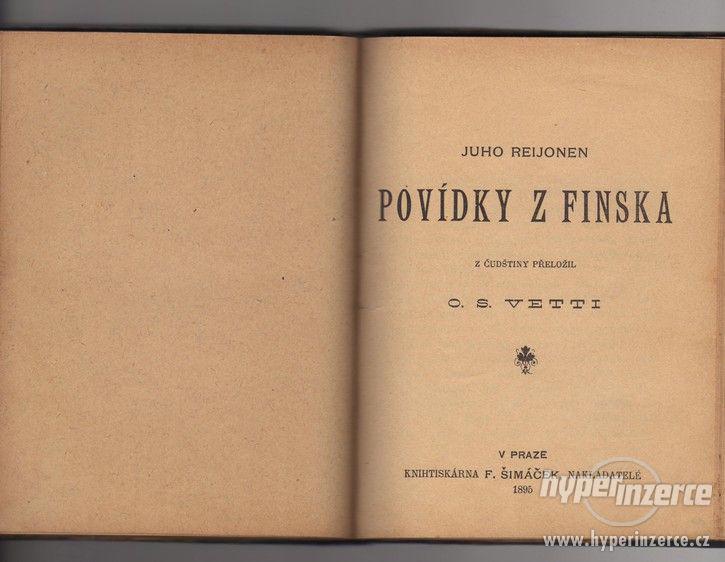 JUHO REIJONEN
POVÍDKY Z FINSKA
Z ČUDŠTINY PŘELOŽIL
O. S. VETTI
V PRAZE
KNIHTISKÁRNA F. ŠIMÁČEK, NAKLADATELÉ
1895
hyperinzerce
www.hyperinzerce.cz